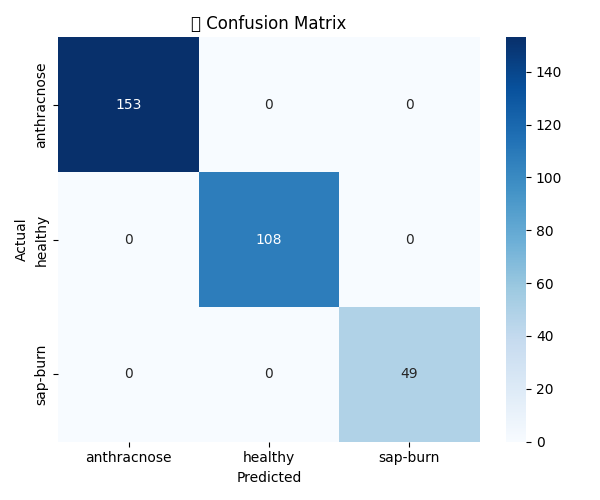 Confusion Matrix
Actual
anthracnose
healthy
sap-burn
153 0 0
0 108 0
0 0 49
anthracnose healthy sap-burn
Predicted
140
120
100
80
60
40
20
0